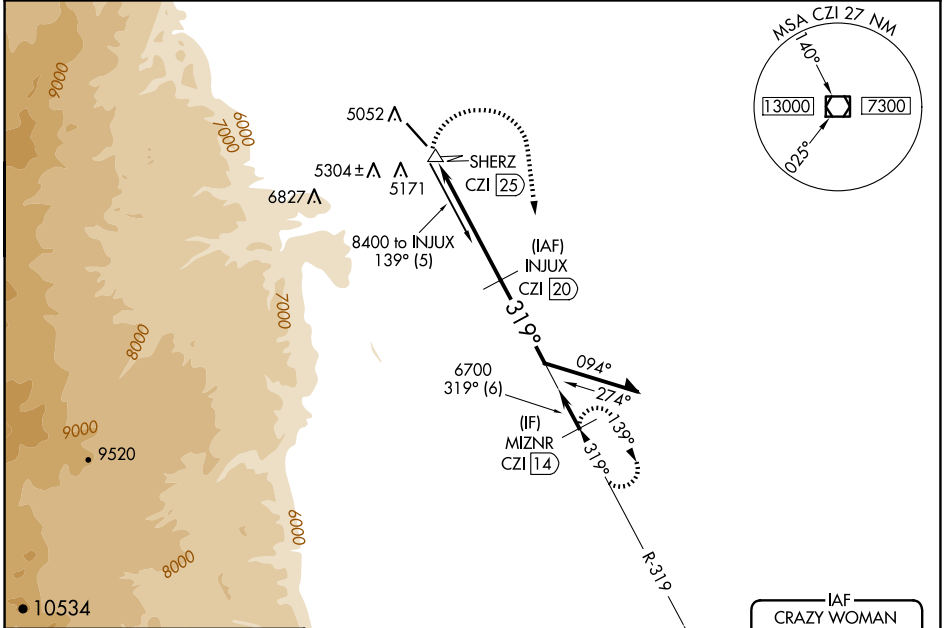 MSA CZI 27 NM
140°
13000
7300
025°
9000
6000
7000
5052
SHERZ
CZI 25
5304 ±
5171
6827
8400 to INJUX
139° (5)
(IAF)
INJUX
CZI 20
319°
7000
8000
6700
319° (6)
094°
274°
(IF)
MIZNR
CZI 14
139°
319°
9000
9520
6000
8000
R-319
10534
IAF
CRAZY WOMAN